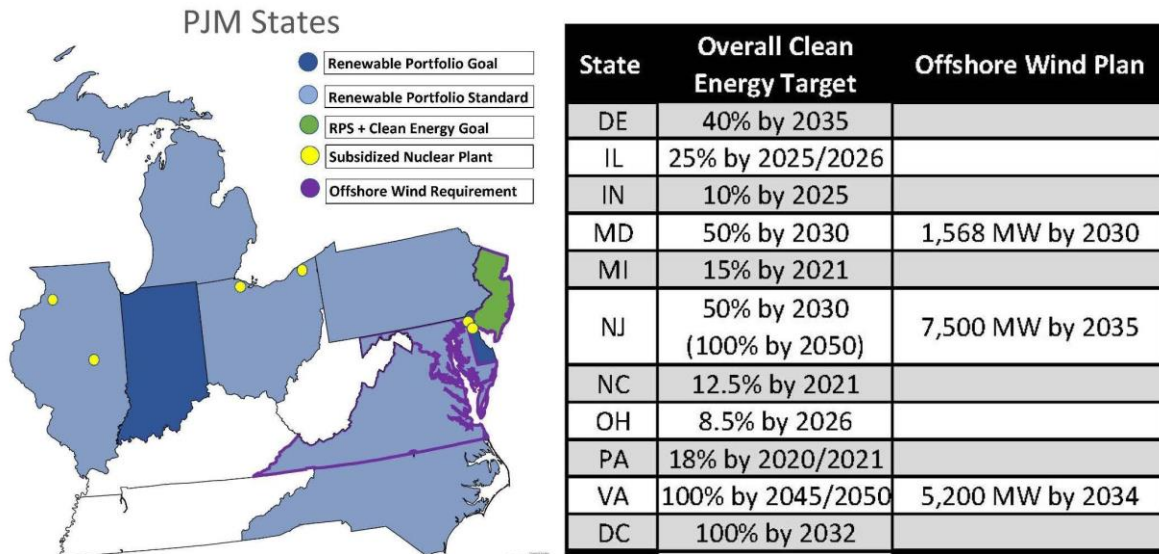 PJM States
Renewable Portfolio Goal
Renewable Portfolio Standard
RPS + Clean Energy Goal
Subsidized Nuclear Plant
Offshore Wind Requirement
State Overall Clean Energy Target Offshore Wind Plan
DE 40% by 2035
IL 25% by 2025/2026
IN 10% by 2025
MD 50% by 2030 1,568 MW by 2030
MI 15% by 2021
NJ 50% by 2030 (100% by 2050) 7,500 MW by 2035
NC 12.5% by 2021
OH 8.5% by 2026
PA 18% by 2020/2021
VA 100% by 2045/2050 5,200 MW by 2034
DC 100% by 2032